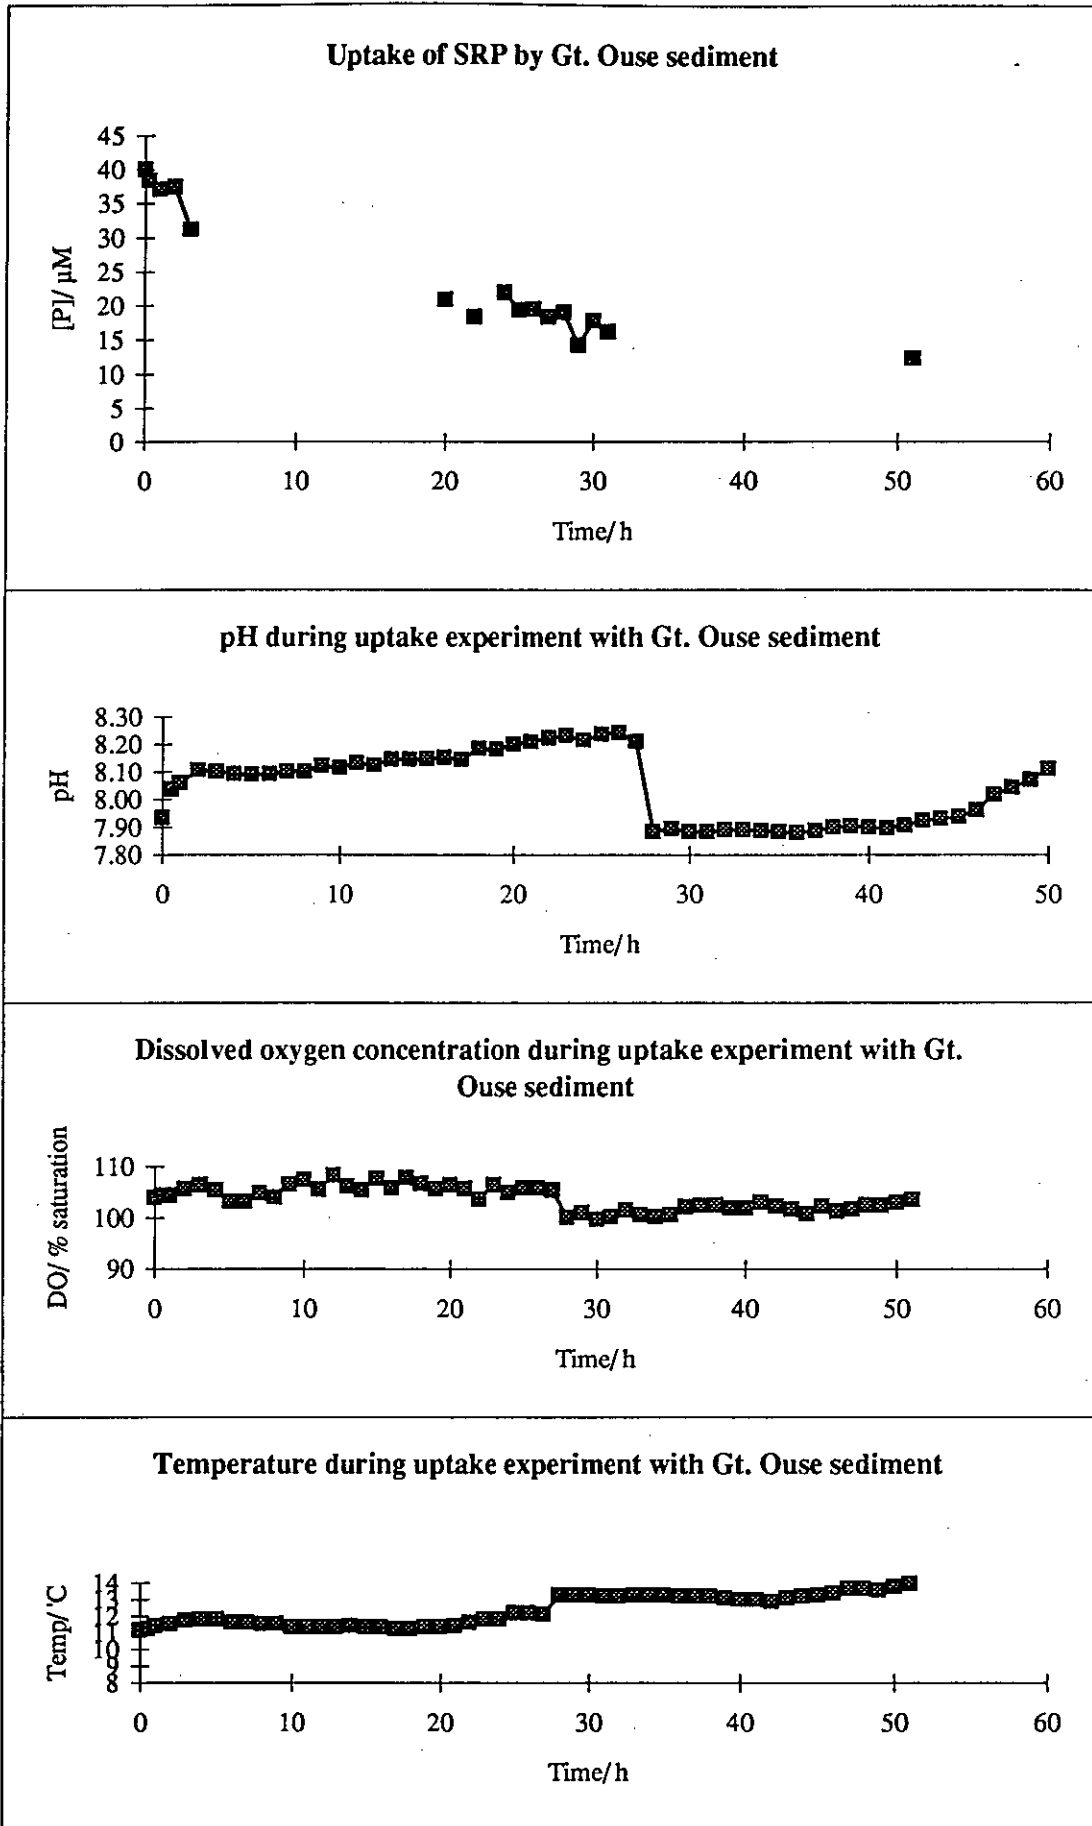 Uptake of SRP by Gt. Ouse sediment
45
40
35
30
25
20
15
10
5
0
[P]/ µM
0 10 20 30 40 50 60
Time/ h
pH during uptake experiment with Gt. Ouse sediment
8.30
8.20
8.10
8.00
7.90
7.80
pH
0 10 20 30 40 50
Time/ h
Dissolved oxygen concentration during uptake experiment with Gt.
Ouse sediment
110
100
90
DO/ % saturation
0 10 20 30 40 50 60
Time/ h
Temperature during uptake experiment with Gt. Ouse sediment
14
13
12
11
10
9
8
Temp/ 'C
0 10 20 30 40 50 60
Time/ h